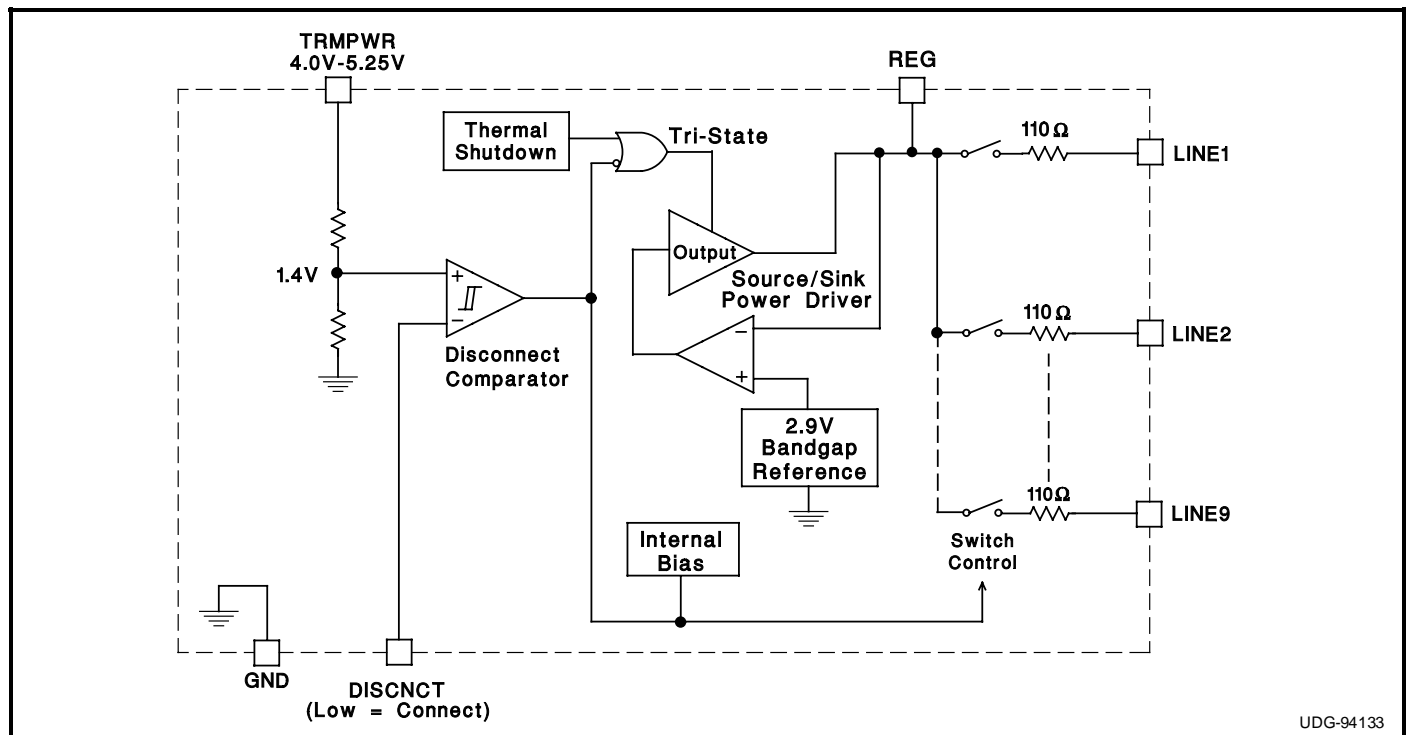 TRMPWR
4.0V-5.25V
REG
Thermal
Shutdown
Tri-State
110Ω
LINE1
Output
1.4V
+
−
Disconnect
Comparator
Source/Sink
Power Driver
−
+
110Ω
LINE2
2.9V
Bandgap
Reference
110Ω
LINE9
Switch
Control
Internal
Bias
GND
DISCNCT
(Low = Connect)
UDG-94133